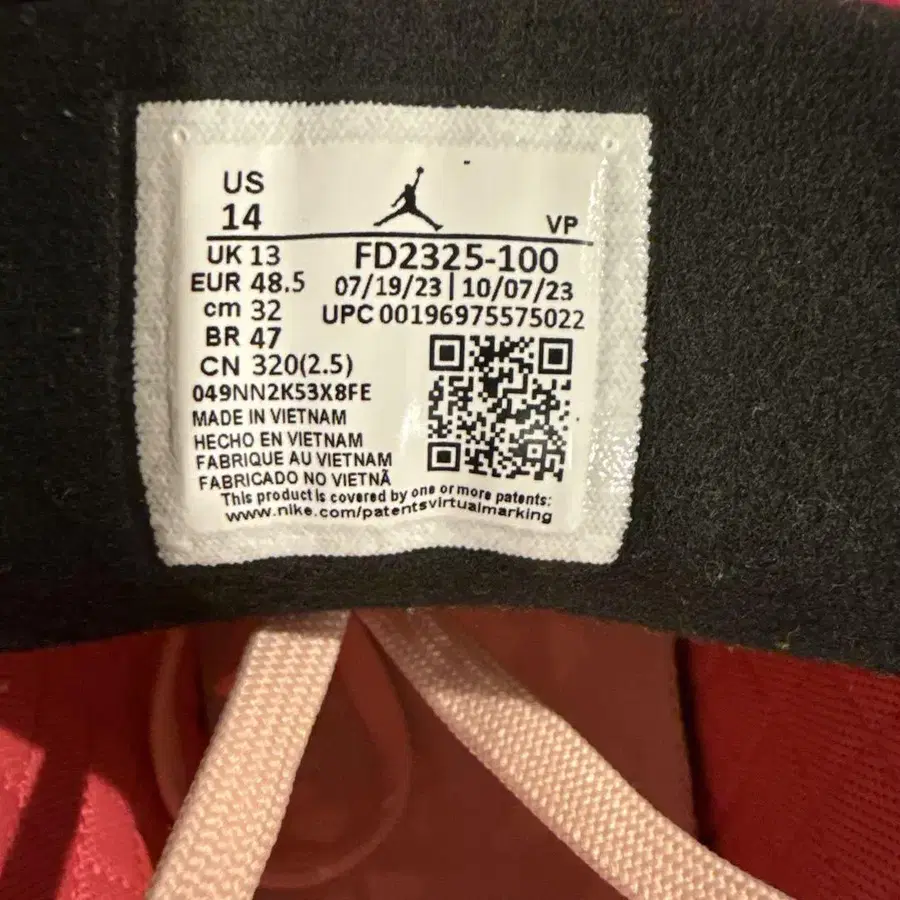 US
14
VP
UK 13
FD2325-100
EUR 48.5
07/19/23 | 10/07/23
cm 32
UPC 00196975575022
BR 47
CN 320(2.5)
049NN2K53X8FE
MADE IN VIETNAM
HECHO EN VIETNAM
FABRIQUE AU VIETNAM
FABRICADO NO VIETNÃ
This product is covered by one or more patents:
www.nike.com/patentsvirtualmarking